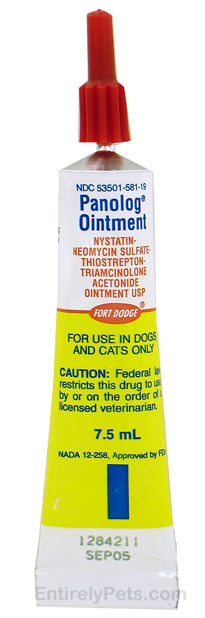 NDC 53501-581-19
Panolog®
Ointment
NYSTATIN-
NEOMYCIN SULFATE-
THIOSTREPTON-
TRIAMCINOLONE
ACETONIDE
OINTMENT USP
FORT DODGE®
FOR USE IN DOGS
AND CATS ONLY
CAUTION: Federal law
restricts this drug to use
by or on the order of a
licensed veterinarian.
7.5 mL
NADA 12-258, Approved by FDA
1284211
SEP05
EntirelyPets.com